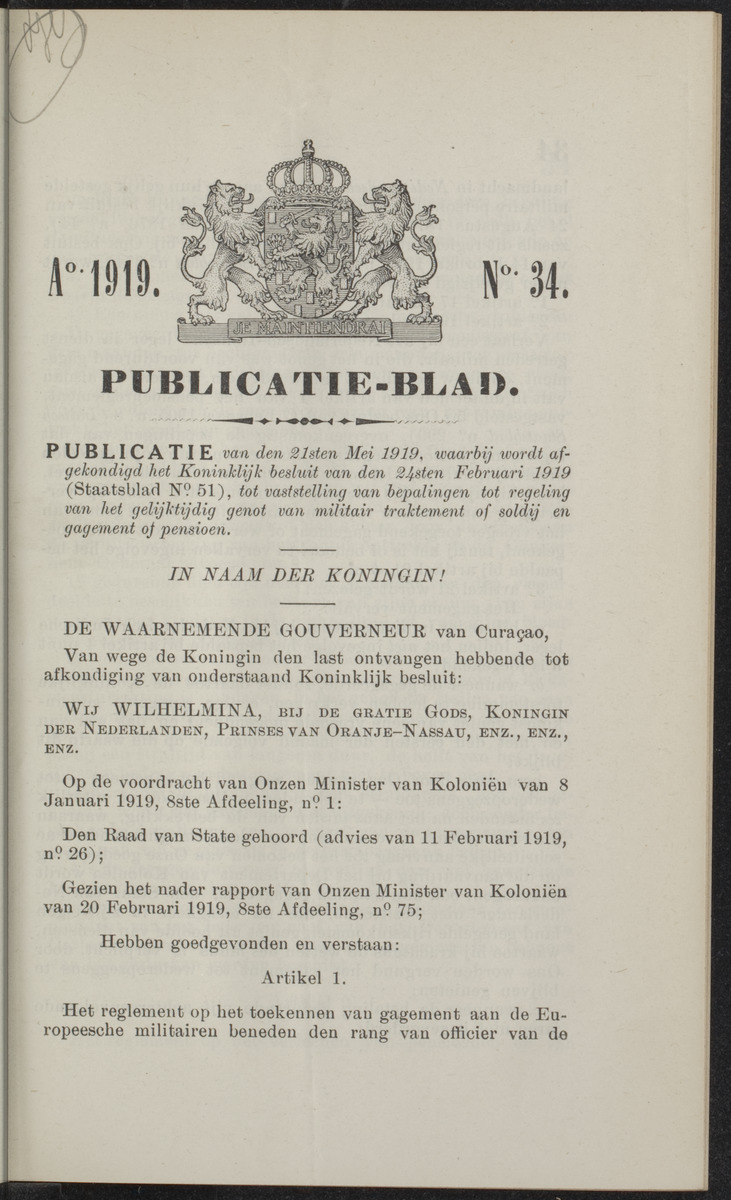 Aº. 1919.
Nº. 34.
JE MAINTIENDRAI
PUBLICATIE-BLAD.
PUBLICATIE van den 21sten Mei 1919, waarbij wordt af-
gekondigd het Koninklijk besluit van den 24sten Februari 1919
(Staatsblad Nº 51), tot vaststelling van bepalingen tot regeling
van het gelijktijdig genot van militair traktement of soldij en
gagement of pensioen.
IN NAAM DER KONINGIN!
DE WAARNEMENDE GOUVERNEUR van Curaçao,
Van wege de Koningin den last ontvangen hebbende tot
afkondiging van onderstaand Koninklijk besluit:
WIJ WILHELMINA, BIJ DE GRATIE GODS, KONINGIN
DER NEDERLANDEN, PRINSES VAN ORANJE-NASSAU, ENZ., ENZ.,
ENZ.
Op de voordracht van Onzen Minister van Koloniën van 8
Januari 1919, 8ste Afdeeling, nº 1:
Den Raad van State gehoord (advies van 11 Februari 1919,
nº 26);
Gezien het nader rapport van Onzen Minister van Koloniën
van 20 Februari 1919, 8ste Afdeeling, nº 75;
Hebben goedgevonden en verstaan:
Artikel 1.
Het reglement op het toekennen van gagement aan de Eu-
ropeesche militairen beneden den rang van officier van de